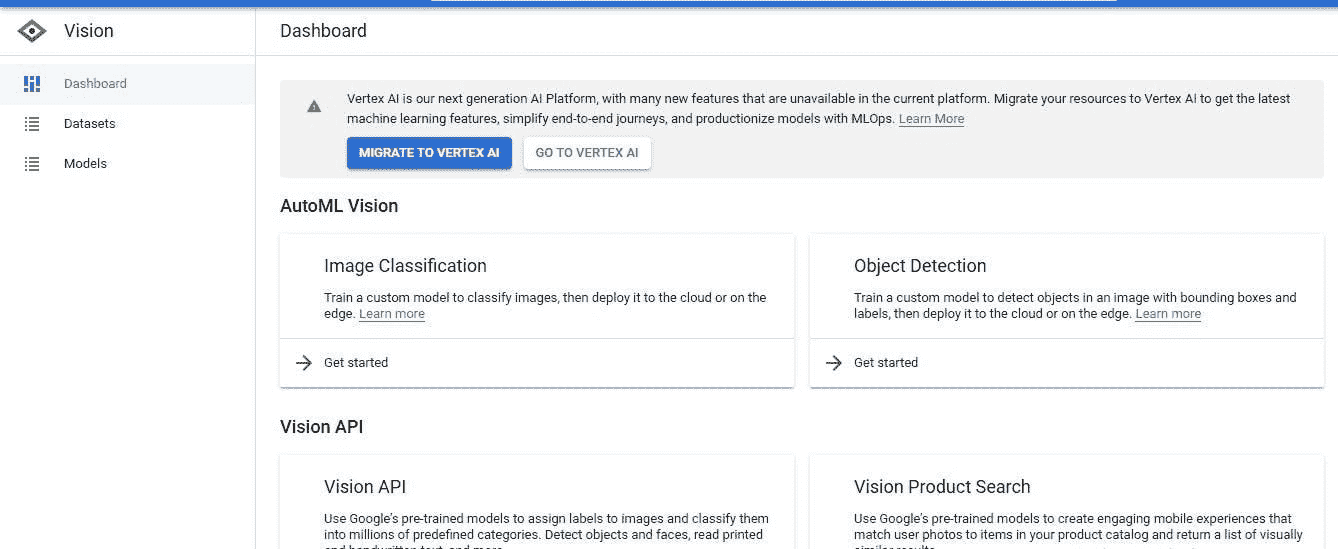 Vision
Dashboard
Dashboard
Datasets
Models
Vertex AI is our next generation AI Platform, with many new features that are unavailable in the current platform. Migrate your resources to Vertex AI to get the latest
machine learning features, simplify end-to-end journeys, and productionize models with MLOps. Learn More
MIGRATE TO VERTEX AI
GO TO VERTEX AI
AutoML Vision
Image Classification
Train a custom model to classify images, then deploy it to the cloud or on the
edge. Learn more
Get started
Object Detection
Train a custom model to detect objects in an image with bounding boxes and
labels, then deploy it to the cloud or on the edge. Learn more
Get started
Vision API
Vision API
Use Google's pre-trained models to assign labels to images and classify them
into millions of predefined categories. Detect objects and faces, read printed
and handwritten text, and more
Vision Product Search
Use Google's pre-trained models to create engaging mobile experiences that
match user photos to items in your product catalog and return a list of visually
similar results